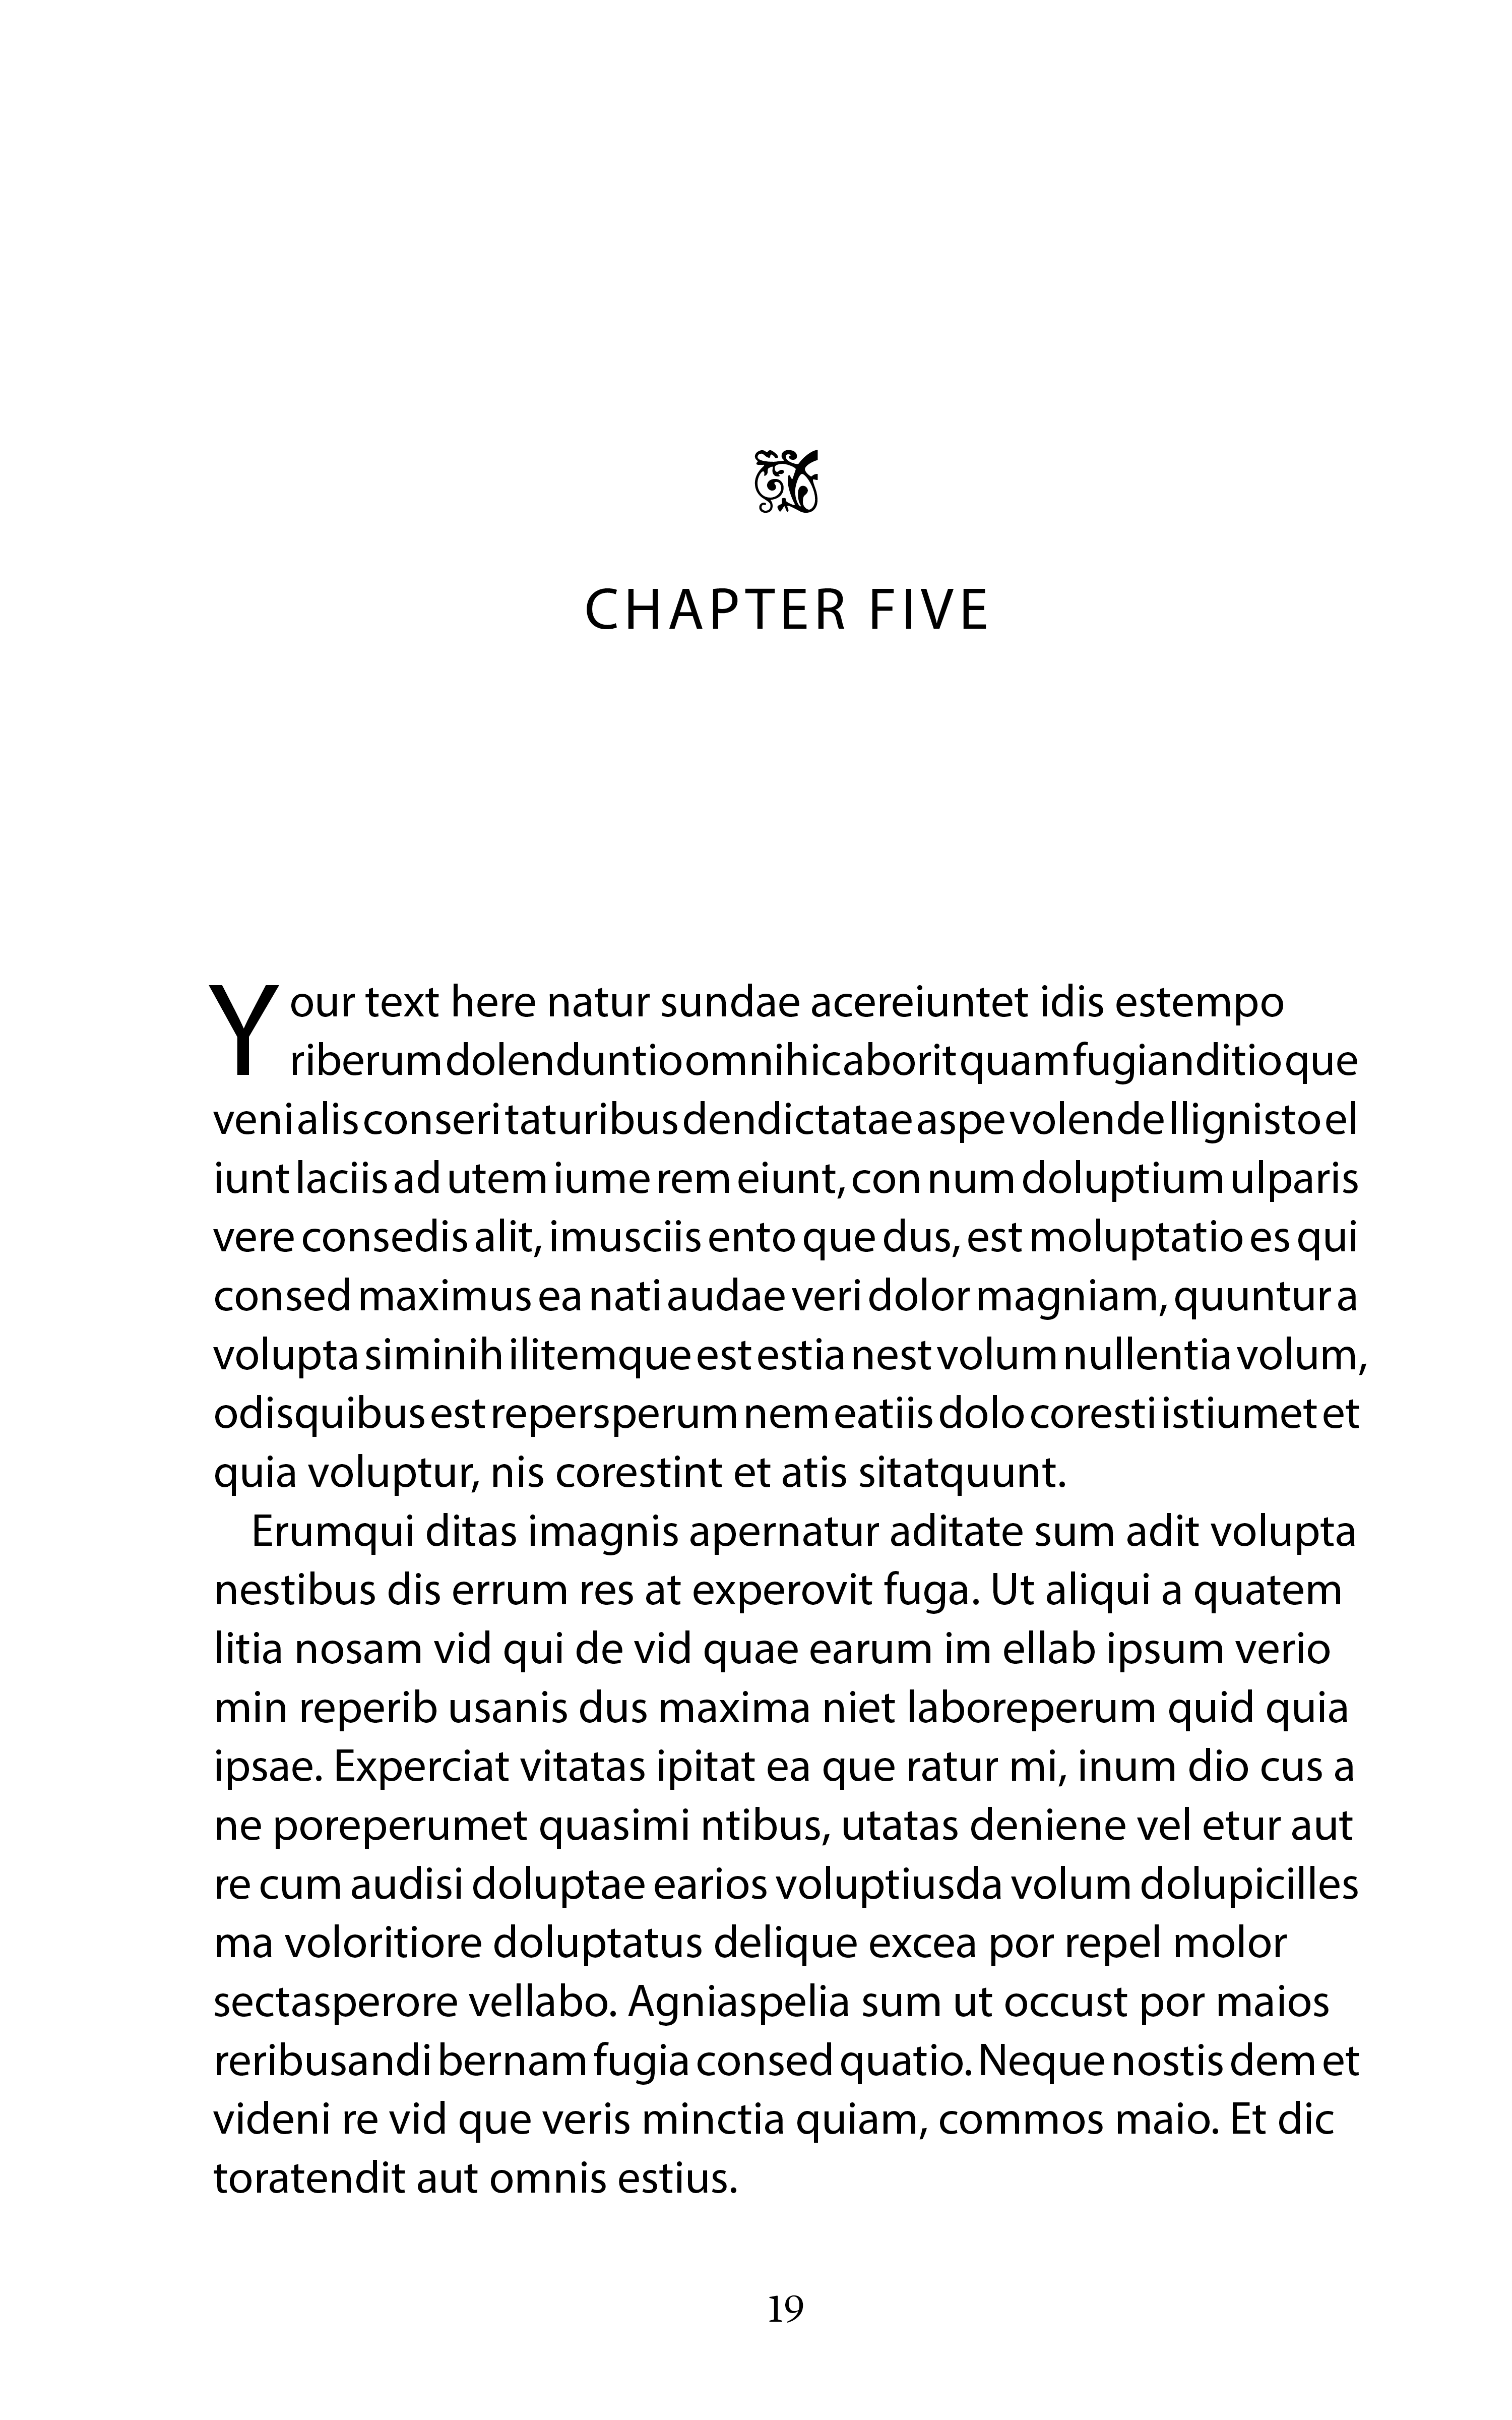 CHAPTER FIVE
Your text here natur sundae acereiuntet idis estempo
riberum dolenduntio omnihic aborit quam fugianditio que
veni alis conseri taturibus dendictatae aspe volende llignisto el
iunt laciis ad utem iume rem eiunt, con num doluptium ulparis
vere consedis alit, imusciis ento que dus, est moluptatio es qui
consed maximus ea nati audae veri dolor magniam, quuntur a
volupta siminih ilitemque est estia nest volum nullentia volum,
odisquibus est repersperum nem eatiis dolo coresti istiumet et
quia voluptur, nis corestint et atis sitatquunt.
Erumqui ditas imagnis apernatur aditate sum adit volupta
nestibus dis errum res at experovit fuga. Ut aliqui a quatem
litia nosam vid qui de vid quae earum im ellab ipsum verio
min reperib usanis dus maxima niet laboreperum quid quia
ipsae. Experciat vitatas ipitat ea que ratur mi, inum dio cus a
ne poreperumet quasimi ntibus, utatas deniene vel etur aut
re cum audisi doluptae earios voluptiusda volum dolupicilles
ma voloritiore doluptatus delique excea por repel molor
sectasperore vellabo. Agniaspelia sum ut occust por maios
reribusandi bernam fugia consed quatio. Neque nostis dem et
videni re vid que veris minctia quiam, commos maio. Et dic
toratendit aut omnis estius.
19